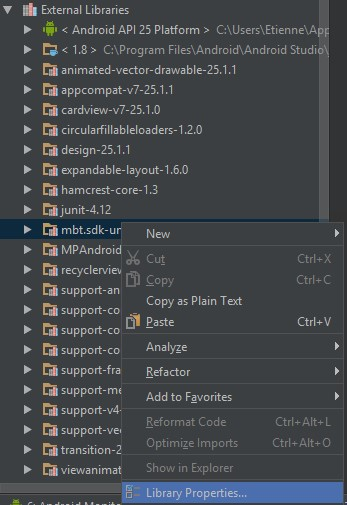 External Libraries
< Android API 25 Platform > C:\Users\Etienne\App
< 1.8 > C:\Program Files\Android\Android Studio\
animated-vector-drawable-25.1.1
appcompat-v7-25.1.1
cardview-v7-25.1.0
circularfillableloaders-1.2.0
design-25.1.1
expandable-layout-1.6.0
hamcrest-core-1.3
junit-4.12
mbt.sdk-un
MPAndroid
recyclerview
support-an
support-co
support-co
support-co
support-fra
support-me
support-v4-
support-vec
transition-2
viewanimat
New
Cut Ctrl+X
Copy Ctrl+C
Copy as Plain Text
Paste Ctrl+V
Analyze
Refactor
Add to Favorites
Reformat Code Ctrl+Alt+L
Optimize Imports Ctrl+Alt+O
Show in Explorer
Library Properties...